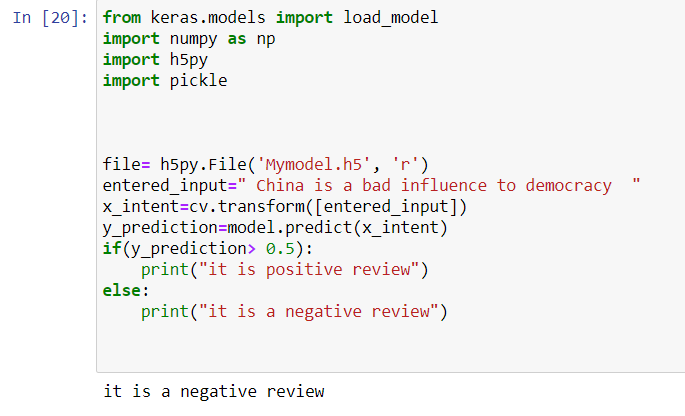 In [20]: from keras.models import load_model
import numpy as np
import h5py
import pickle
file= h5py.File('Mymodel.h5', 'r')
entered_input=" China is a bad influence to democracy  "
x_intent=cv.transform([entered_input])
y_prediction=model.predict(x_intent)
if(y_prediction> 0.5):
    print("it is positive review")
else:
    print("it is a negative review")
it is a negative review